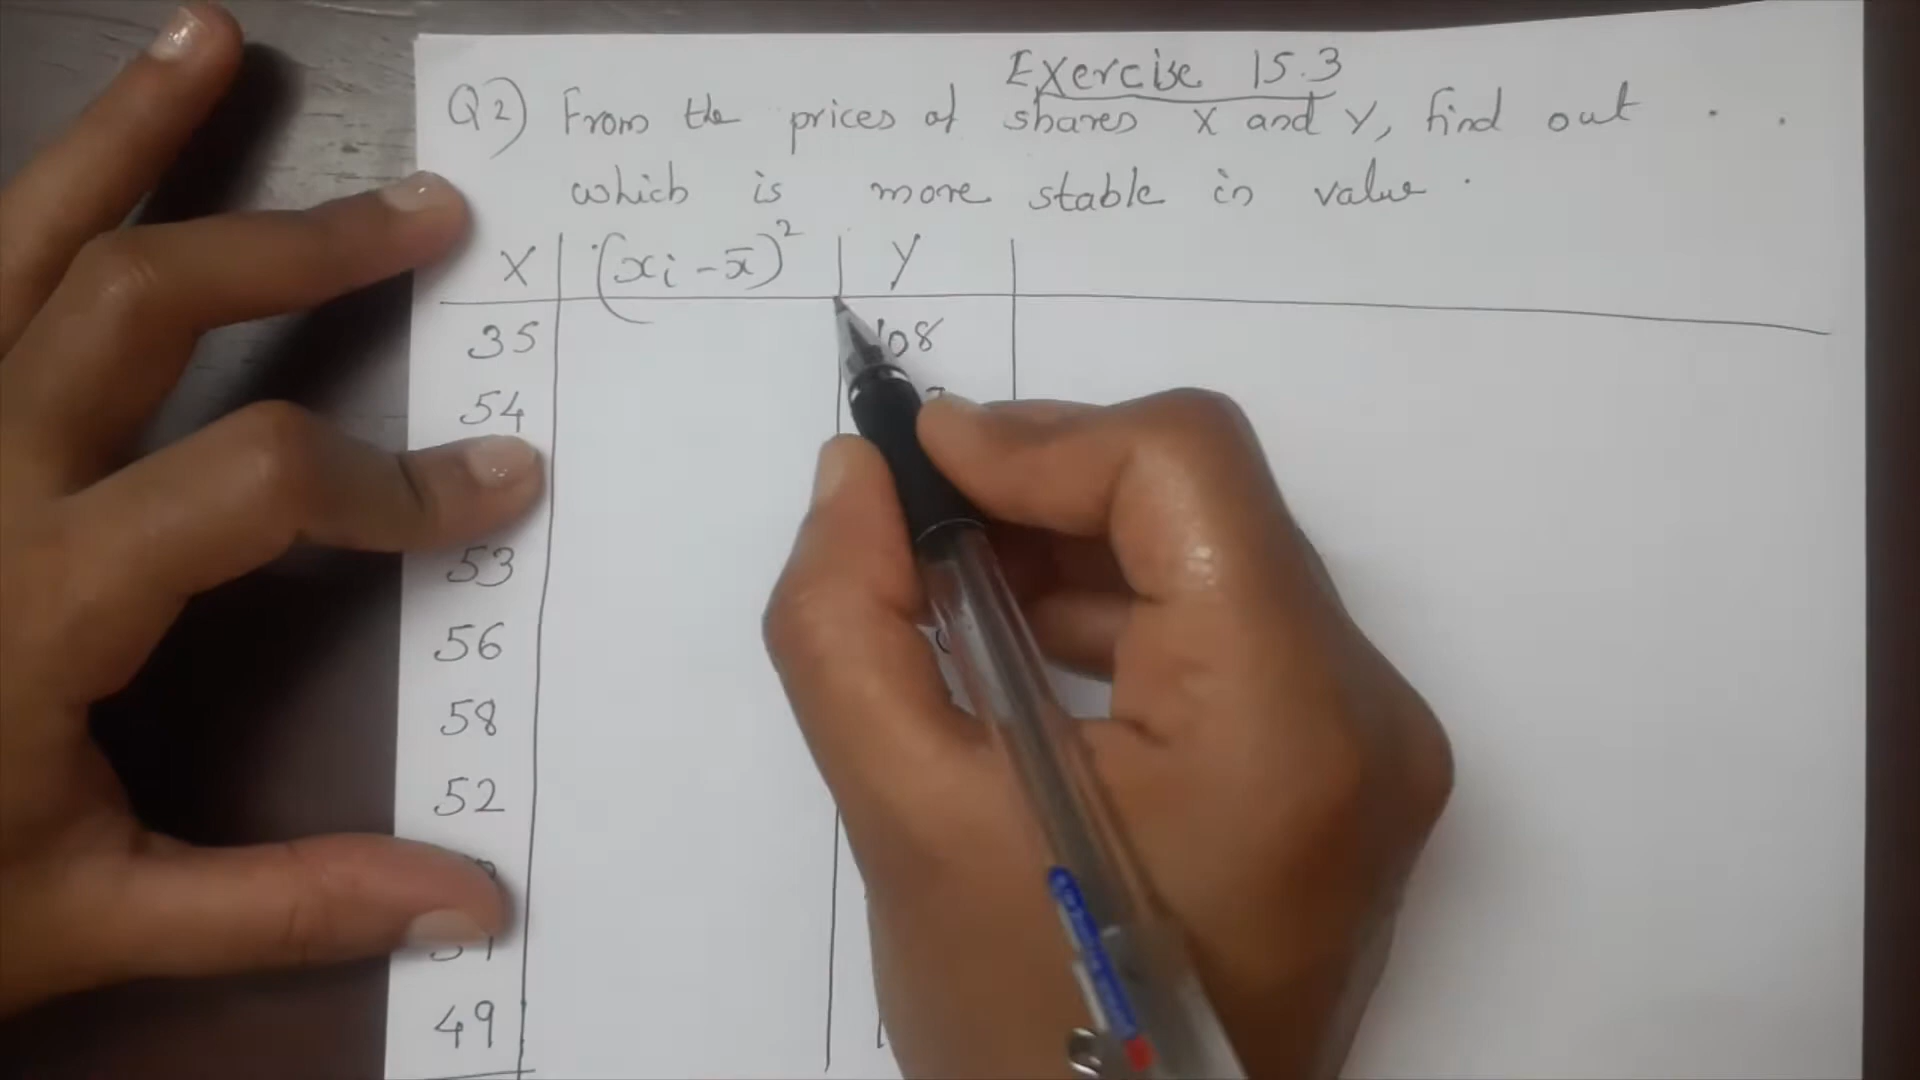 Exercise 15.3
Q2) From the prices of shares X and Y, find out
which is more stable in value.
X (xi - x̄)² Y
35 108
54
53
56
58
52
49